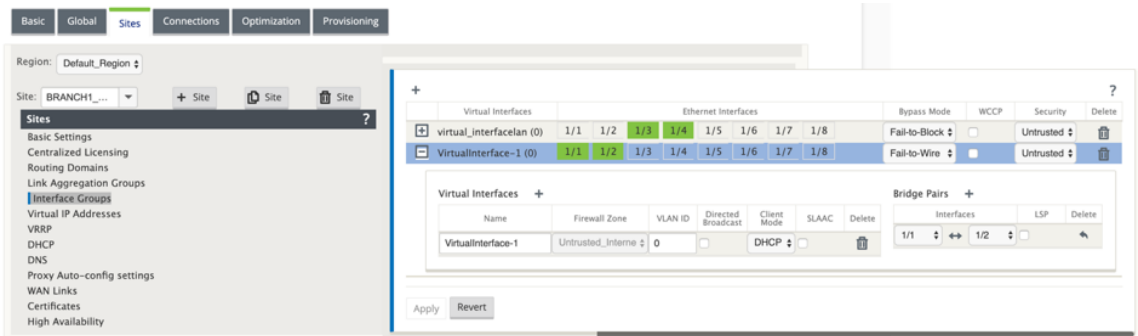 Basic Global Sites Connections Optimization Provisioning
Region: Default_Region
Site: BRANCH1_... + Site Site Site
Sites ?
Basic Settings
Centralized Licensing
Routing Domains
Link Aggregation Groups
Interface Groups
Virtual IP Addresses
VRRP
DHCP
DNS
Proxy Auto-config settings
WAN Links
Certificates
High Availability
+ ?
Virtual Interfaces Ethernet Interfaces Bypass Mode WCCP Security Delete
+ virtual_interfacelan (0) 1/1 1/2 1/3 1/4 1/5 1/6 1/7 1/8 Fail-to-Block Untrusted
− VirtualInterface-1 (0) 1/1 1/2 1/3 1/4 1/5 1/6 1/7 1/8 Fail-to-Wire Untrusted
Virtual Interfaces +
Name Firewall Zone VLAN ID Directed Broadcast Client Mode SLAAC Delete
VirtualInterface-1 Untrusted_Interne 0 DHCP
Bridge Pairs +
Interfaces LSP Delete
1/1 ↔ 1/2
Apply Revert